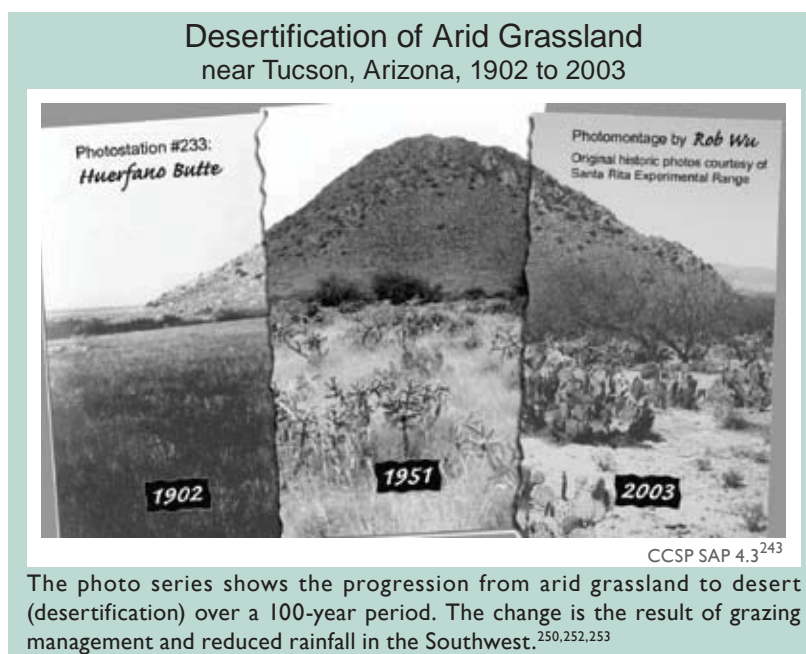 Desertification of Arid Grassland
near Tucson, Arizona, 1902 to 2003
Photostation #233:
Huerfano Butte
Photomontage by Rob Wu
Original historic photos courtesy of
Santa Rita Experimental Range
1902
1951
2003
CCSP SAP 4.3243
The photo series shows the progression from arid grassland to desert
(desertification) over a 100-year period. The change is the result of grazing
management and reduced rainfall in the Southwest.250,252,253